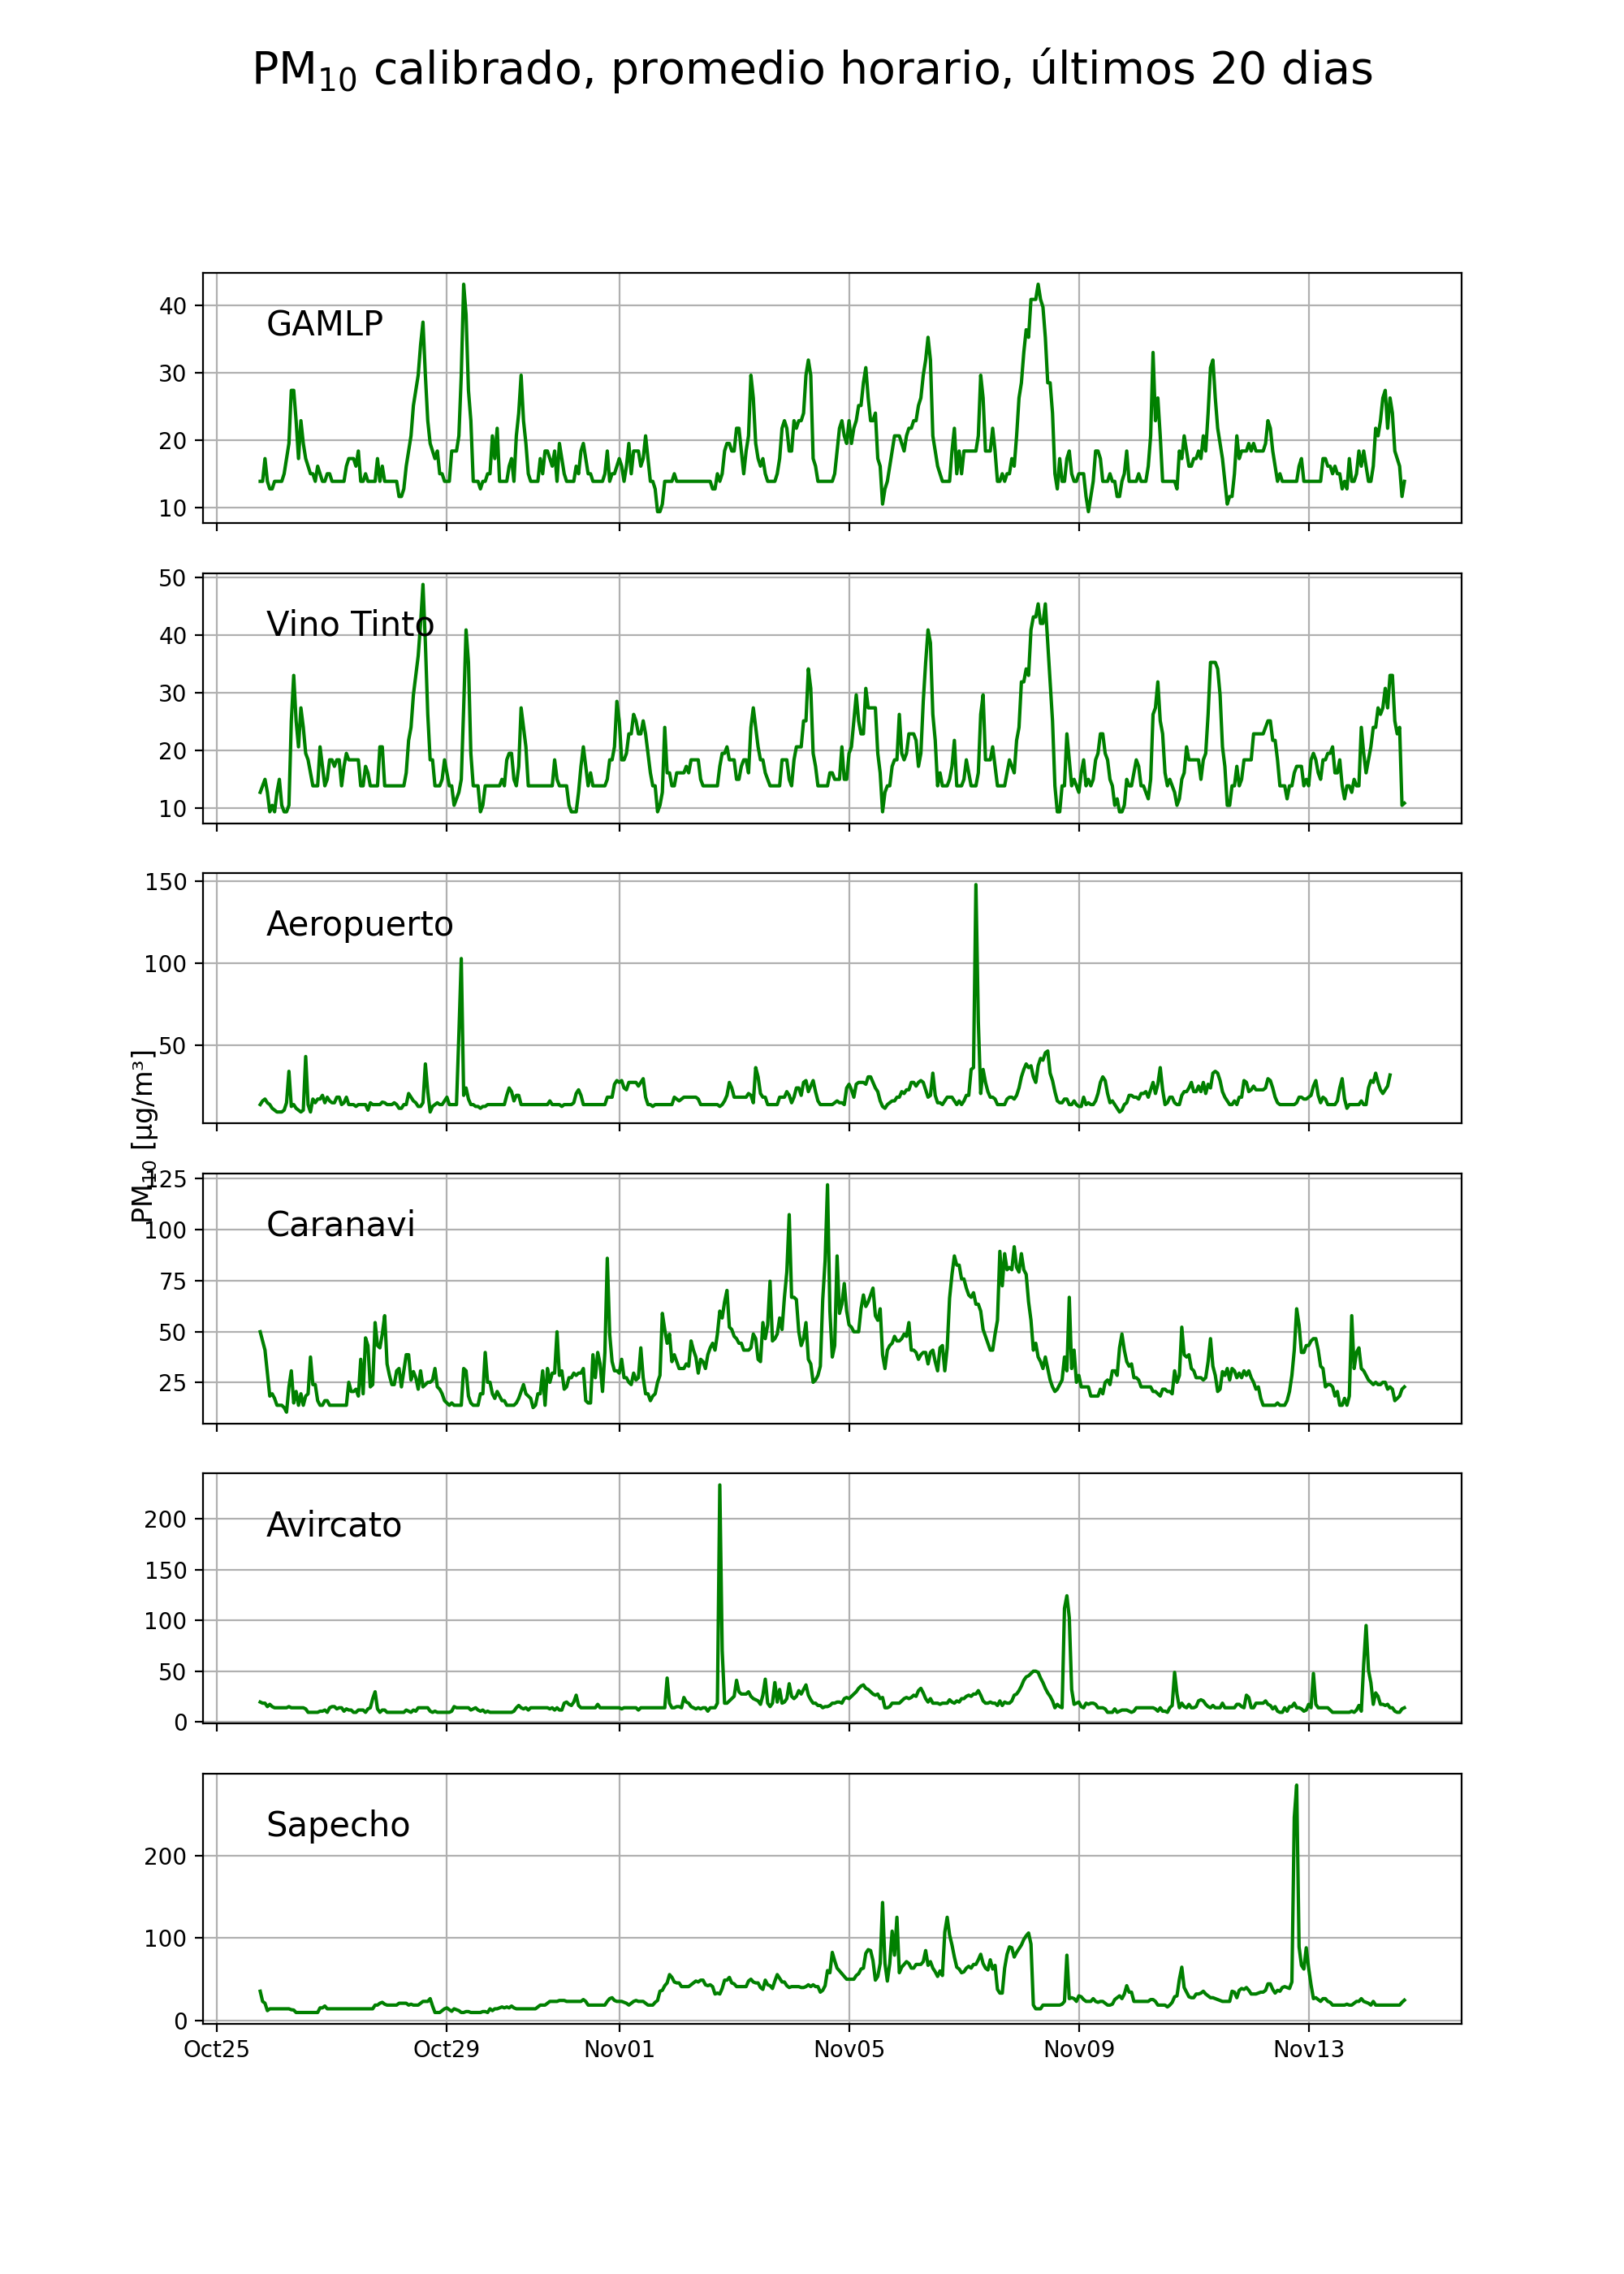 PM₁₀ calibrado, promedio horario, últimos 20 dias
GAMLP
40
30
20
10
Vino Tinto
50
40
30
20
10
Aeropuerto
150
100
50
PM₁₀ [µg/m³]
Caranavi
125
100
75
50
25
Avircato
200
150
100
50
0
Sapecho
200
100
0
Oct25 Oct29 Nov01 Nov05 Nov09 Nov13